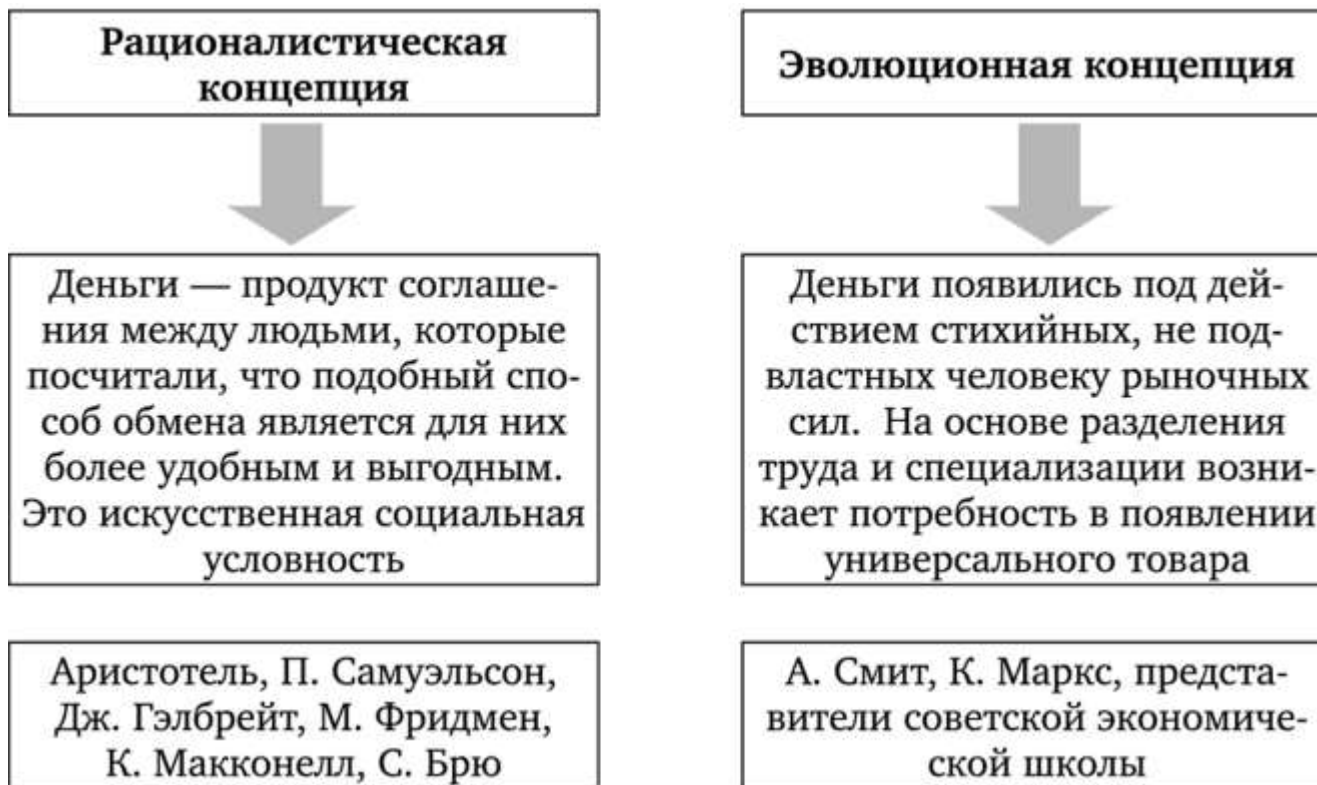 Рационалистическая
концепция
Деньги — продукт соглаше-
ния между людьми, которые
посчитали, что подобный спо-
соб обмена является для них
более удобным и выгодным.
Это искусственная социальная
условность
Аристотель, П. Самуэльсон,
Дж. Гэлбрейт, М. Фридмен,
К. Макконелл, С. Брю
Эволюционная концепция
Деньги появились под дей-
ствием стихийных, не под-
властных человеку рыночных
сил. На основе разделения
труда и специализации возни-
кает потребность в появлении
универсального товара
А. Смит, К. Маркс, предста-
вители советской экономиче-
ской школы